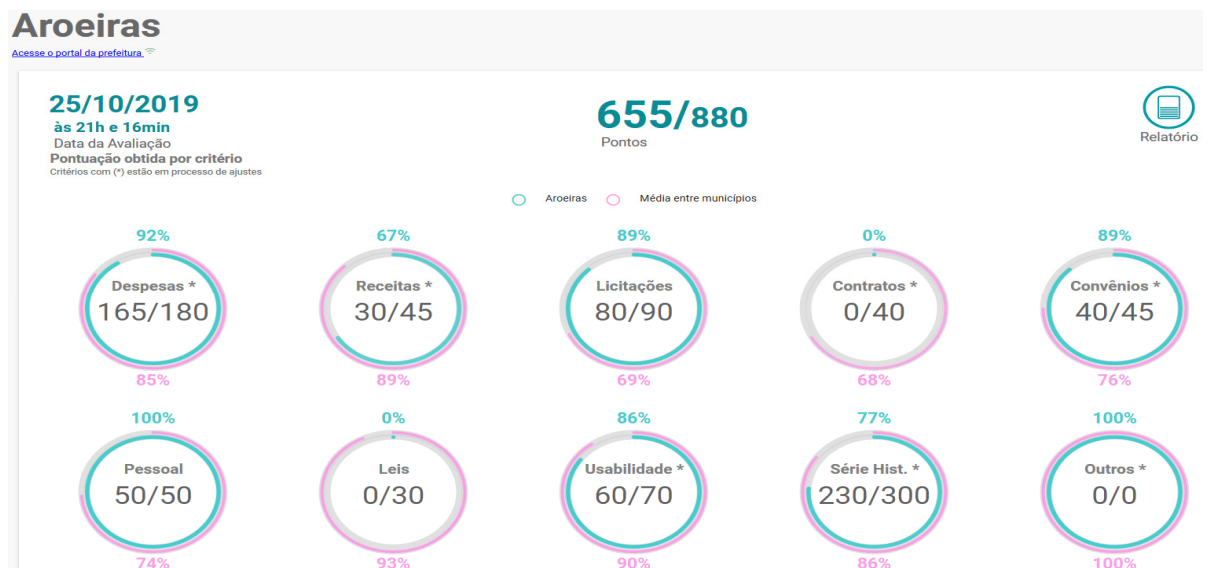 Aroeiras
Acesse o portal da prefeitura
25/10/2019
às 21h e 16min
Data da Avaliação
Pontuação obtida por critério
Critérios com (*) estão em processo de ajustes
655/880
Pontos
Relatório
Aroeiras Média entre municípios
92% 67% 89% 0% 89%
Despesas * Receitas * Licitações Contratos * Convênios *
165/180 30/45 80/90 0/40 40/45
85% 89% 69% 68% 76%
100% 0% 86% 77% 100%
Pessoal Leis Usabilidade * Série Hist. * Outros *
50/50 0/30 60/70 230/300 0/0
74% 93% 90% 86% 100%